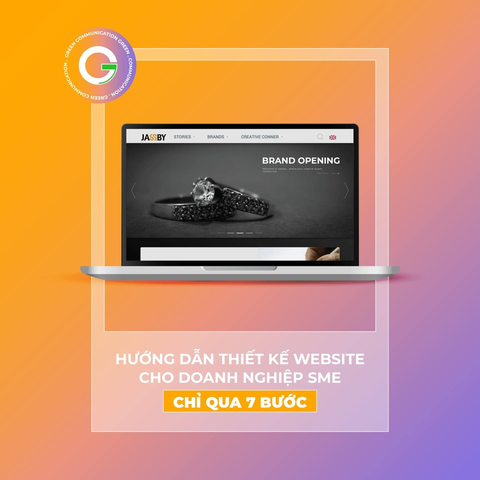 GREEN COMMUNICATION GREEN COMMUNICATION GREEN COMMUNICATION
G
JASSBY STORIES BRANDS CREATIVE CONNER
BRAND OPENING
HƯỚNG DẪN THIẾT KẾ WEBSITE
CHO DOANH NGHIỆP SME
CHỈ QUA 7 BƯỚC